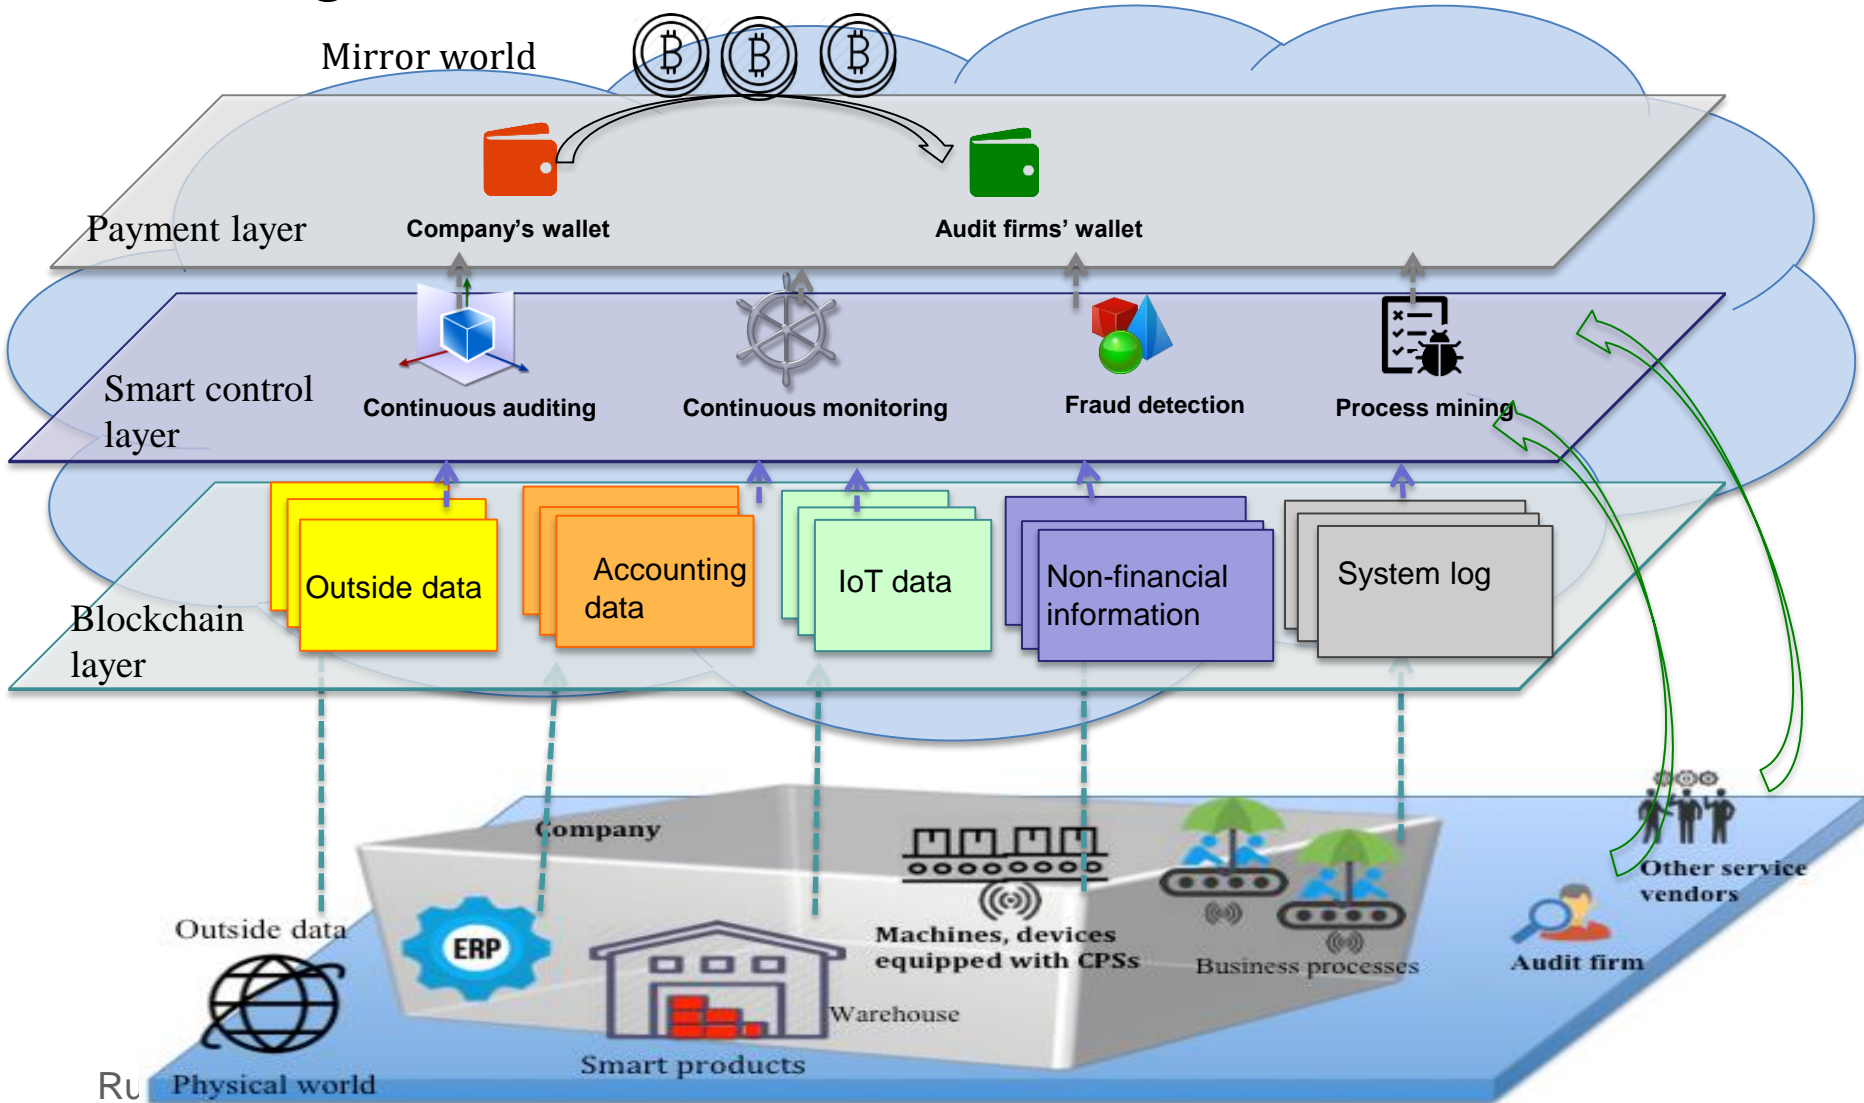 Mirror world
Payment layer
Company’s wallet
Audit firms’ wallet
Smart control
layer
Continuous auditing
Continuous monitoring
Fraud detection
Process mining
Blockchain
layer
Outside data
Accounting
data
IoT data
Non-financial
information
System log
Company
ERP
Outside data
Machines, devices
equipped with CPSs
Business processes
Warehouse
Smart products
Other service
vendors
Audit firm
Physical world